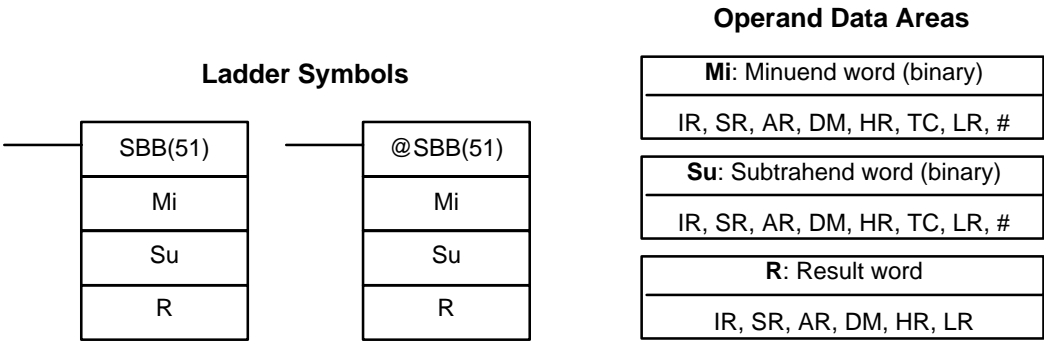 Ladder Symbols
SBB(51)
Mi
Su
R
@SBB(51)
Mi
Su
R
Operand Data Areas
Mi: Minuend word (binary)
IR, SR, AR, DM, HR, TC, LR, #
Su: Subtrahend word (binary)
IR, SR, AR, DM, HR, TC, LR, #
R: Result word
IR, SR, AR, DM, HR, LR